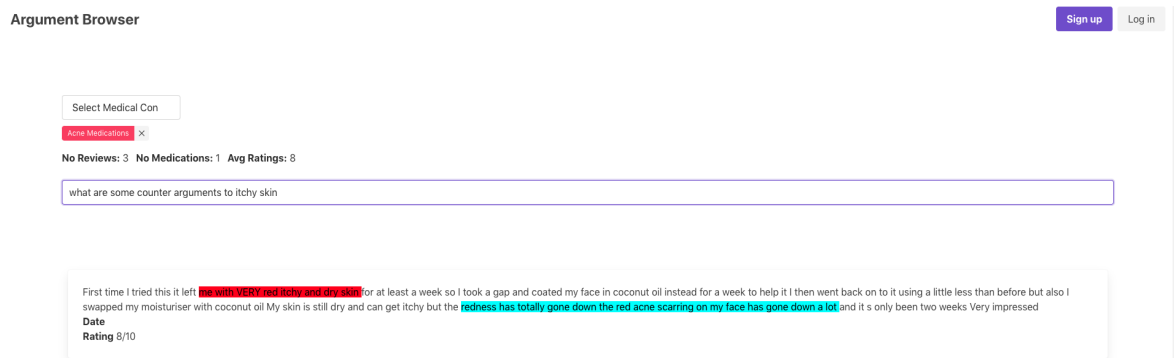 Argument Browser
Sign up
Log in
Select Medical Con
Acne Medications ×
No Reviews: 3 No Medications: 1 Avg Ratings: 8
what are some counter arguments to itchy skin
First time I tried this it left me with VERY red itchy and dry skin for at least a week so I took a gap and coated my face in coconut oil instead for a week to help it I then went back on to it using a little less than before but also I
swapped my moisturiser with coconut oil My skin is still dry and can get itchy but the redness has totally gone down the red acne scarring on my face has gone down a lot and it s only been two weeks Very impressed
Date
Rating 8/10